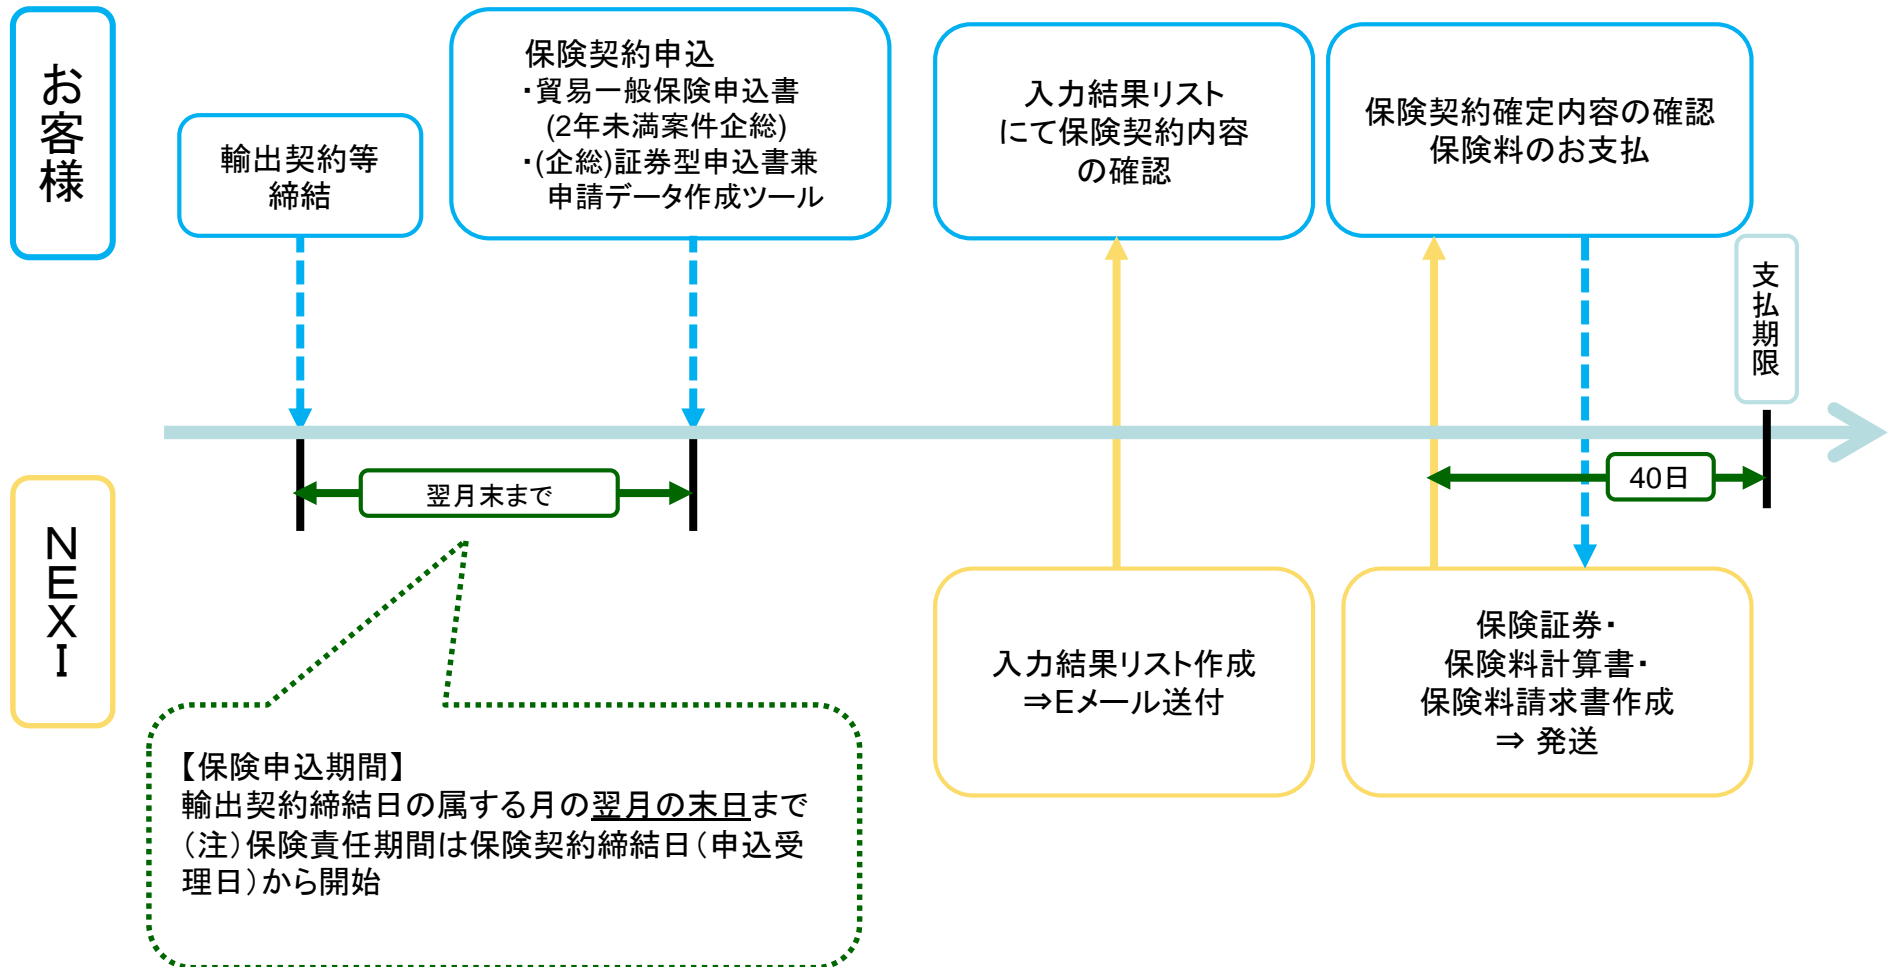 お客様
輸出契約等
締結
保険契約申込
・貿易一般保険申込書
(2年未満案件企総)
・(企総)証券型申込書兼
申請データ作成ツール
入力結果リスト
にて保険契約内容
の確認
保険契約確定内容の確認
保険料のお支払
支払期限
翌月末まで
40日
NEXI
【保険申込期間】
輸出契約締結日の属する月の翌月の末日まで
（注）保険責任期間は保険契約締結日（申込受
理日）から開始
入力結果リスト作成
⇒Eメール送付
保険証券・
保険料計算書・
保険料請求書作成
⇒ 発送